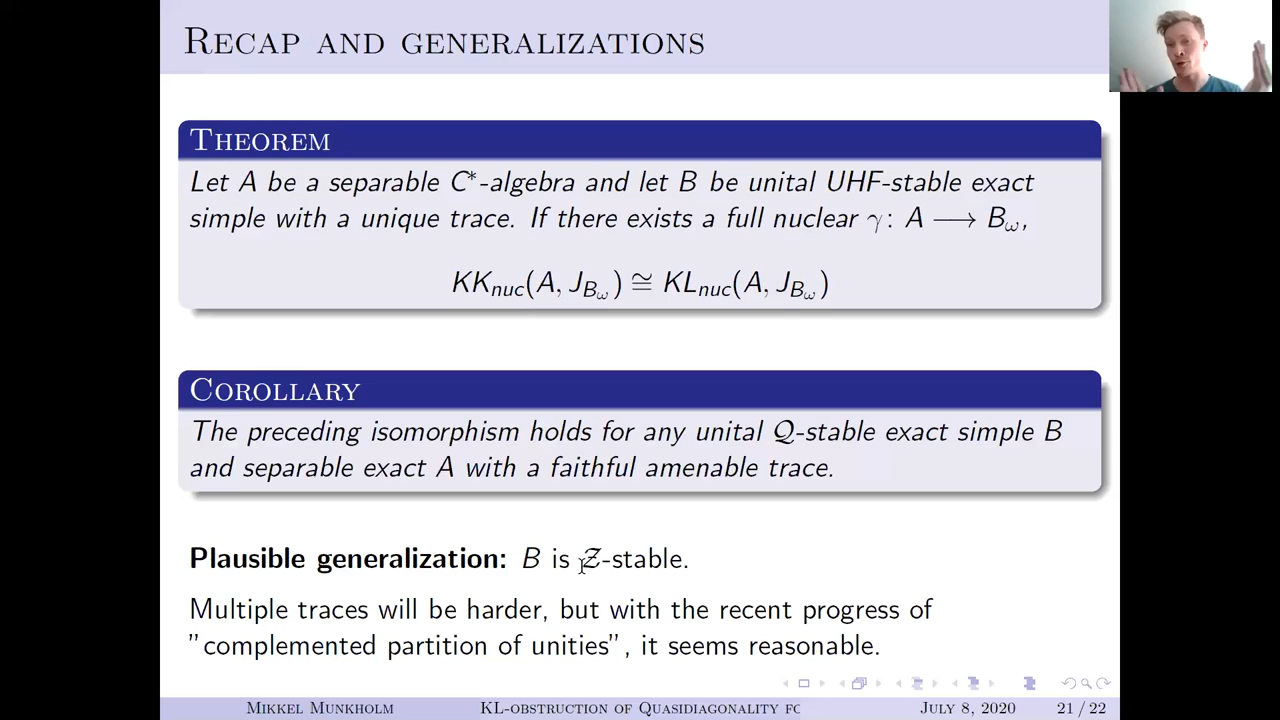 RECAP AND GENERALIZATIONS
THEOREM
Let A be a separable C*-algebra and let B be unital UHF-stable exact
simple with a unique trace. If there exists a full nuclear γ: A ⟶ B_ω,
KK_nuc(A, J_{B_ω}) ≅ KL_nuc(A, J_{B_ω})
COROLLARY
The preceding isomorphism holds for any unital 𝒬-stable exact simple B
and separable exact A with a faithful amenable trace.
Plausible generalization: B is 𝒵-stable.
Multiple traces will be harder, but with the recent progress of
"complemented partition of unities", it seems reasonable.
MIKKEL MUNKHOLM KL-OBSTRUCTION OF QUASIDIAGONALITY FO JULY 8, 2020 21 / 22